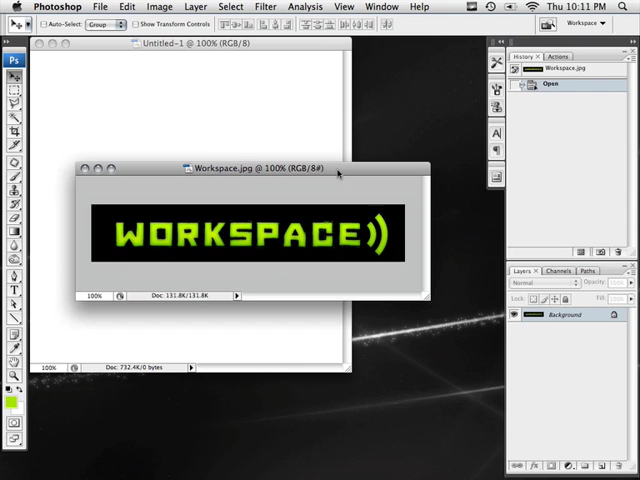 Photoshop File Edit Image Layer Select Filter Analysis View Window Help Thu 10:11 PM
Auto-Select: Group Show Transform Controls Workspace
Untitled-1 @ 100% (RGB/8)
Ps
History Actions
Workspace.jpg
Open
Workspace.jpg @ 100% (RGB/8#)
WORKSPACE
100% Doc: 131.8K/131.8K
Layers Channels Paths
Normal Opacity: 100%
Lock: Fill: 100%
Background
100% Doc: 732.4K/0 bytes